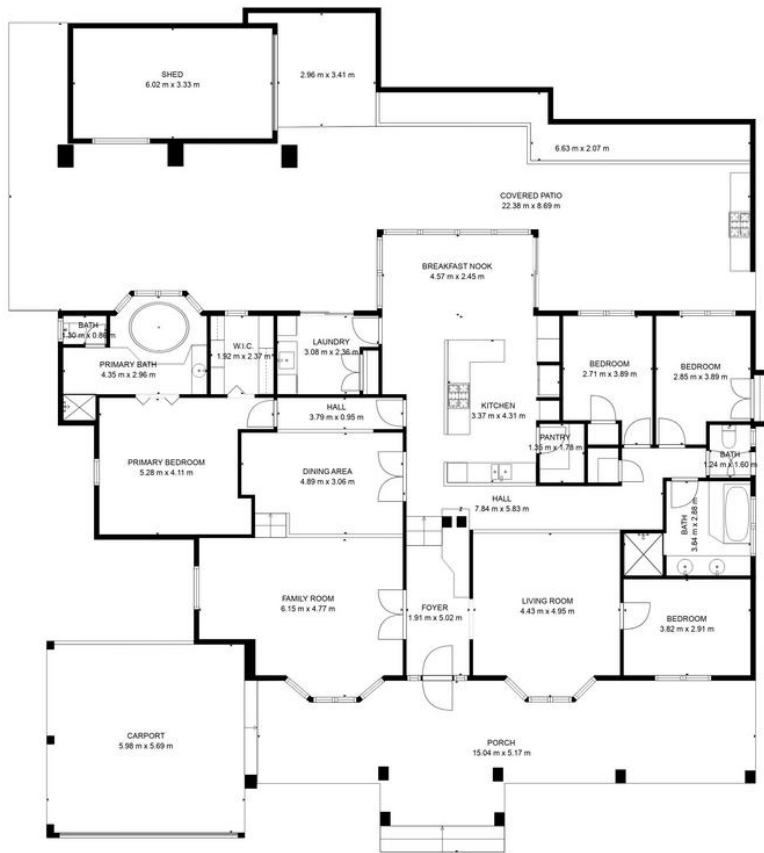 SHED
6.02 m x 3.33 m
2.96 m x 3.41 m
6.63 m x 2.07 m
COVERED PATIO
22.38 m x 8.69 m
BREAKFAST NOOK
4.57 m x 2.45 m
BATH
1.30 m x 0.86 m
PRIMARY BATH
4.35 m x 2.96 m
W.I.C.
1.92 m x 2.37 m
LAUNDRY
3.08 m x 2.36 m
BEDROOM
2.71 m x 3.89 m
BEDROOM
2.85 m x 3.89 m
HALL
3.79 m x 0.95 m
KITCHEN
3.37 m x 4.31 m
PANTRY
1.35 m x 1.78 m
BATH
1.24 m x 1.60 m
PRIMARY BEDROOM
5.28 m x 4.11 m
DINING AREA
4.89 m x 3.06 m
HALL
7.84 m x 5.83 m
BATH
3.84 m x 2.88 m
FAMILY ROOM
6.15 m x 4.77 m
FOYER
1.91 m x 5.02 m
LIVING ROOM
4.43 m x 4.95 m
BEDROOM
3.82 m x 2.91 m
CARPORT
5.98 m x 5.69 m
PORCH
15.04 m x 5.17 m